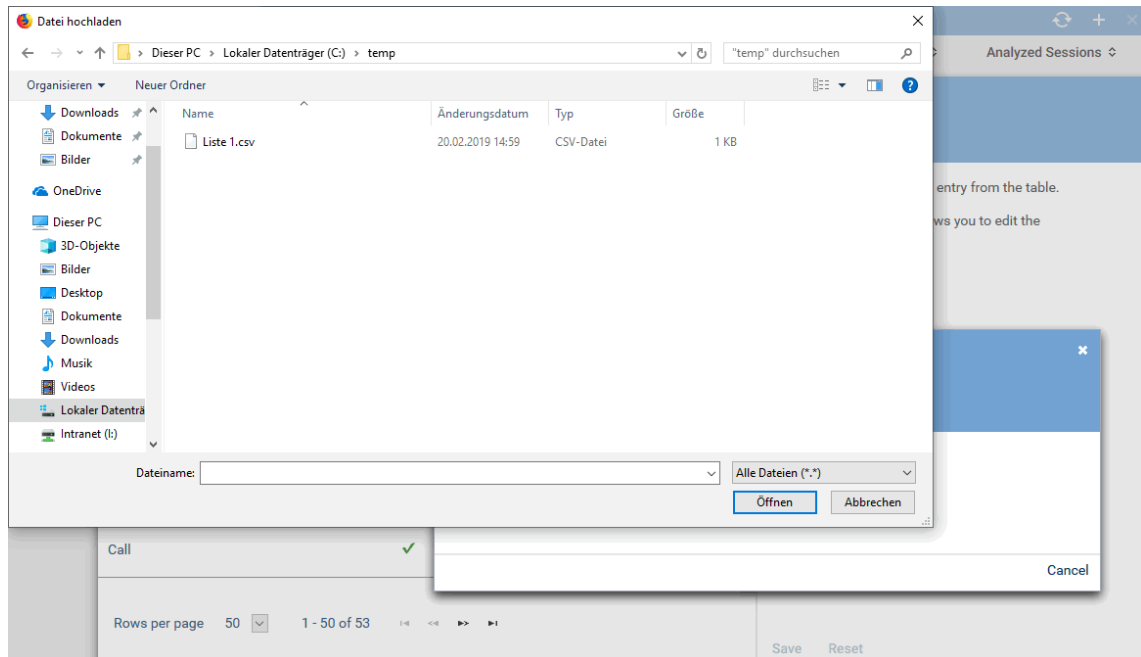 Datei hochladen
Dieser PC > Lokaler Datenträger (C:) > temp
"temp" durchsuchen
Analyzed Sessions
Organisieren
Neuer Ordner
Name
Änderungsdatum
Typ
Größe
Liste 1.csv
20.02.2019 14:59
CSV-Datei
1 KB
Downloads
Dokumente
Bilder
OneDrive
Dieser PC
3D-Objekte
Bilder
Desktop
Dokumente
Downloads
Musik
Videos
Lokaler Datenträ
Intranet (I:)
Dateiname:
Alle Dateien (*.*)
Öffnen
Abbrechen
entry from the table.
ws you to edit the
Call
Cancel
Rows per page 50 1 - 50 of 53
Save Reset